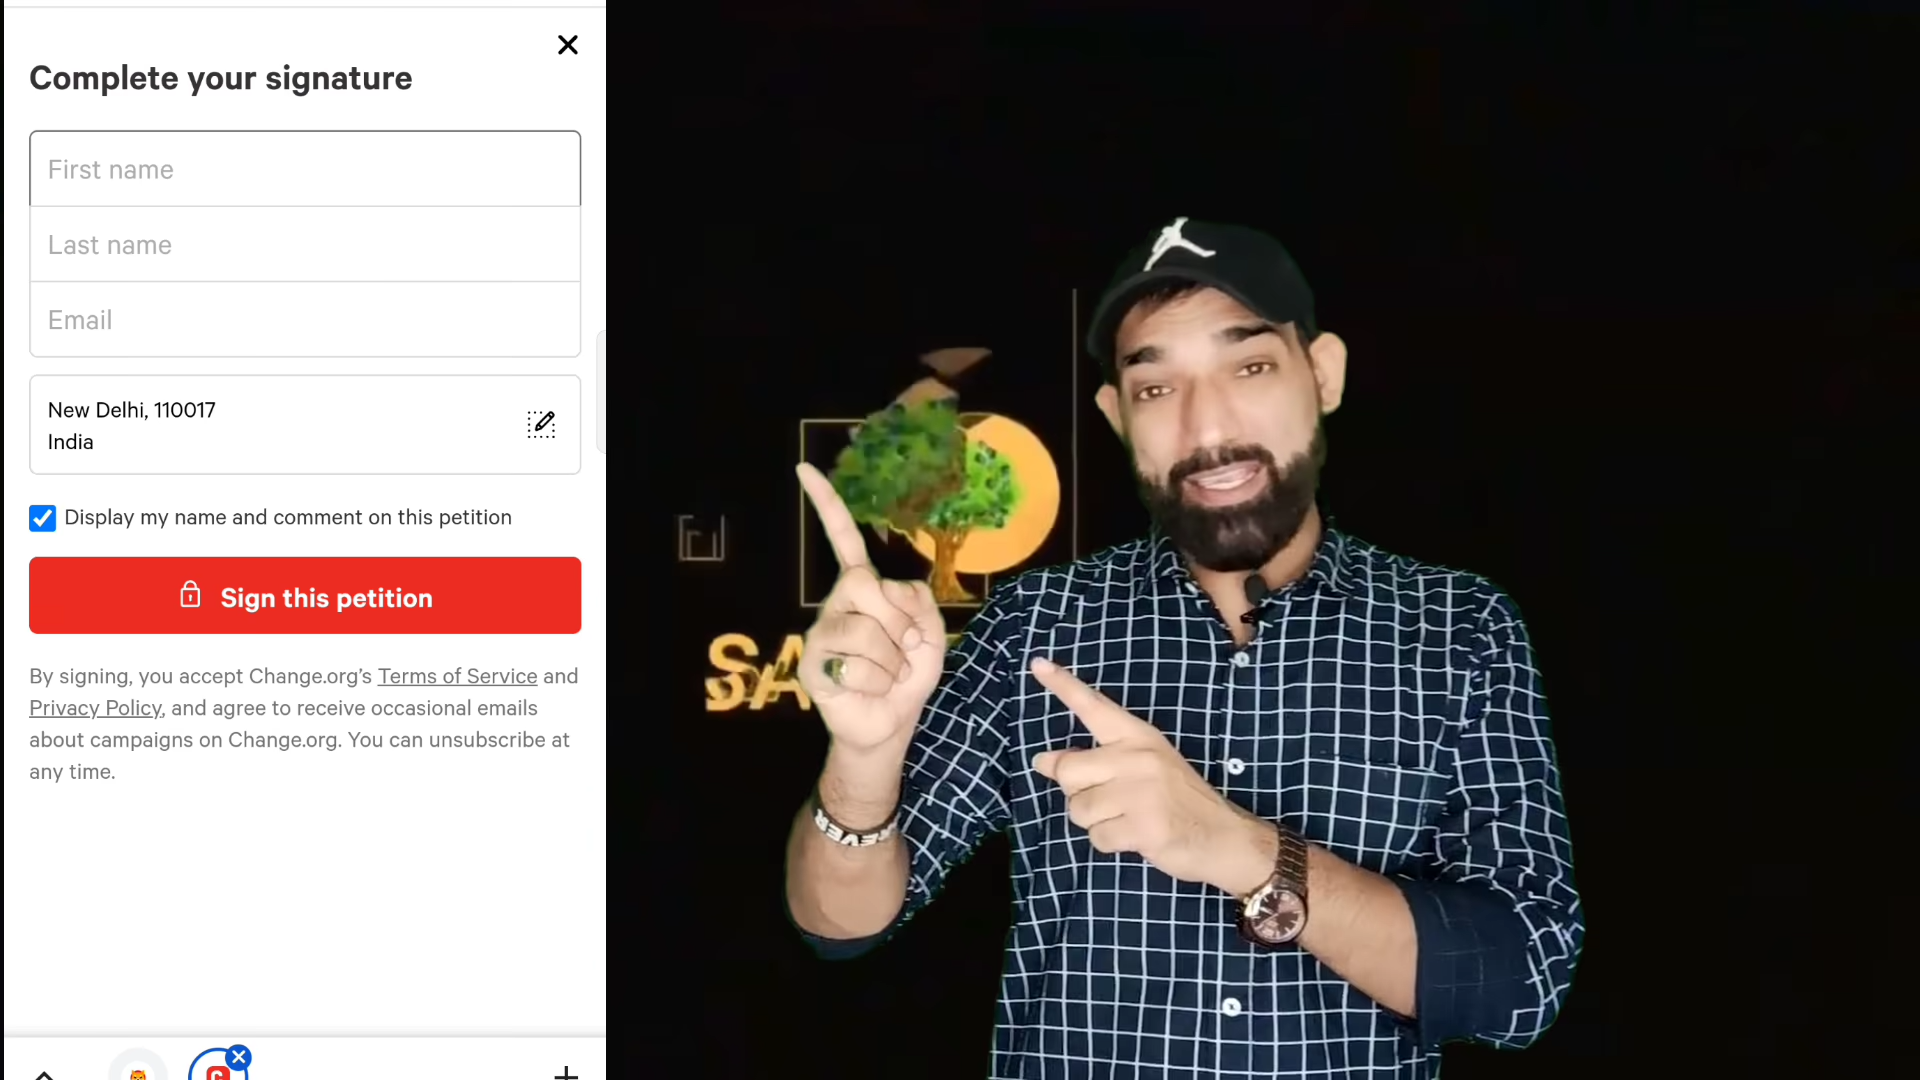 Complete your signature
First name
Last name
Email
New Delhi, 110017
India
Display my name and comment on this petition
Sign this petition
By signing, you accept Change.org’s Terms of Service and
Privacy Policy, and agree to receive occasional emails
about campaigns on Change.org. You can unsubscribe at
any time.
SA